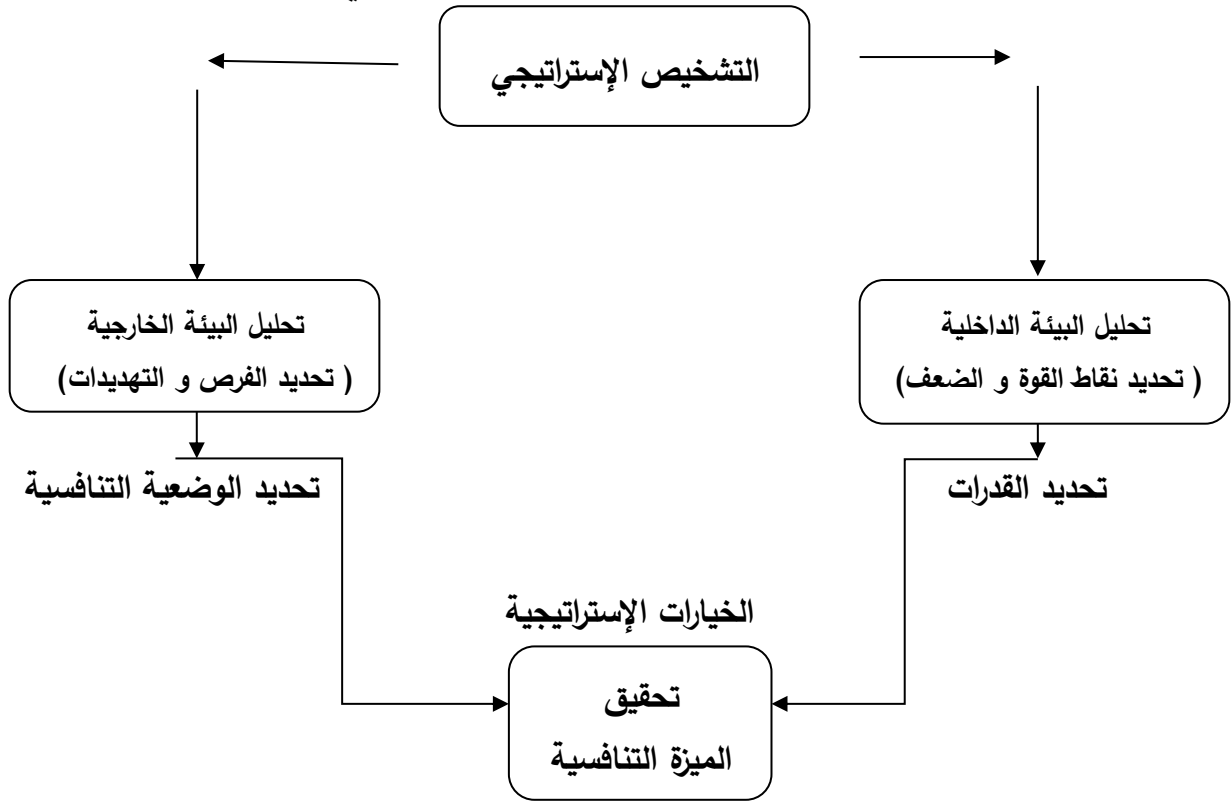 التشخيص الإستراتيجي
تحليل البيئة الداخلية
( تحديد نقاط القوة و الضعف)
تحليل البيئة الخارجية
( تحديد الفرص و التهديدات)
تحديد القدرات
تحديد الوضعية التنافسية
الخيارات الإستراتيجية
تحقيق
الميزة التنافسية